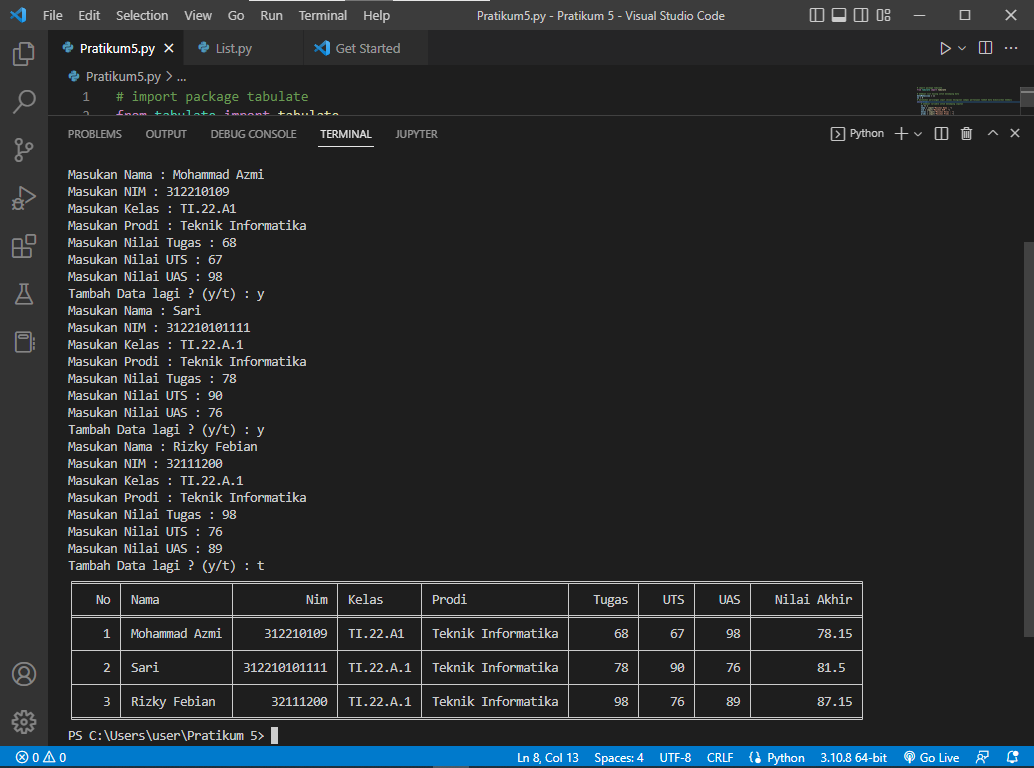 File Edit Selection View Go Run Terminal Help Pratikum5.py - Pratikum 5 - Visual Studio Code
Pratikum5.py List.py Get Started
Pratikum5.py > ...
1 # import package tabulate
2 from tabulate import tabulate
PROBLEMS OUTPUT DEBUG CONSOLE TERMINAL JUPYTER Python
Masukan Nama : Mohammad Azmi
Masukan NIM : 312210109
Masukan Kelas : TI.22.A1
Masukan Prodi : Teknik Informatika
Masukan Nilai Tugas : 68
Masukan Nilai UTS : 67
Masukan Nilai UAS : 98
Tambah Data lagi ? (y/t) : y
Masukan Nama : Sari
Masukan NIM : 312210101111
Masukan Kelas : TI.22.A.1
Masukan Prodi : Teknik Informatika
Masukan Nilai Tugas : 78
Masukan Nilai UTS : 90
Masukan Nilai UAS : 76
Tambah Data lagi ? (y/t) : y
Masukan Nama : Rizky Febian
Masukan NIM : 32111200
Masukan Kelas : TI.22.A.1
Masukan Prodi : Teknik Informatika
Masukan Nilai Tugas : 98
Masukan Nilai UTS : 76
Masukan Nilai UAS : 89
Tambah Data lagi ? (y/t) : t
No Nama Nim Kelas Prodi Tugas UTS UAS Nilai Akhir
1 Mohammad Azmi 312210109 TI.22.A1 Teknik Informatika 68 67 98 78.15
2 Sari 312210101111 TI.22.A.1 Teknik Informatika 78 90 76 81.5
3 Rizky Febian 32111200 TI.22.A.1 Teknik Informatika 98 76 89 87.15
PS C:\Users\user\Pratikum 5>
0 0 Ln 8, Col 13 Spaces: 4 UTF-8 CRLF Python 3.10.8 64-bit Go Live